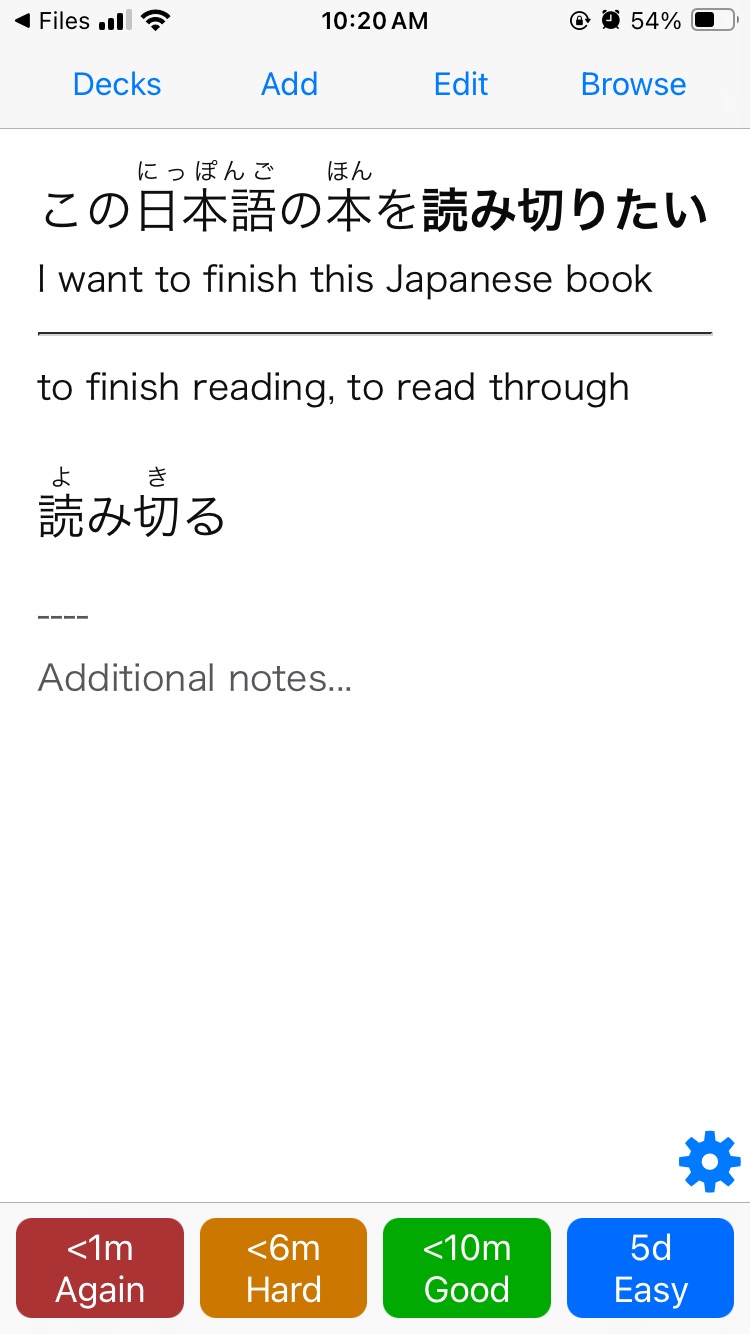 ◀ Files 10:20 AM 54%
Decks Add Edit Browse
にっぽんご ほん
この日本語の本を読み切りたい
I want to finish this Japanese book
to finish reading, to read through
よ き
読み切る
----
Additional notes...
<1m <6m <10m 5d
Again Hard Good Easy